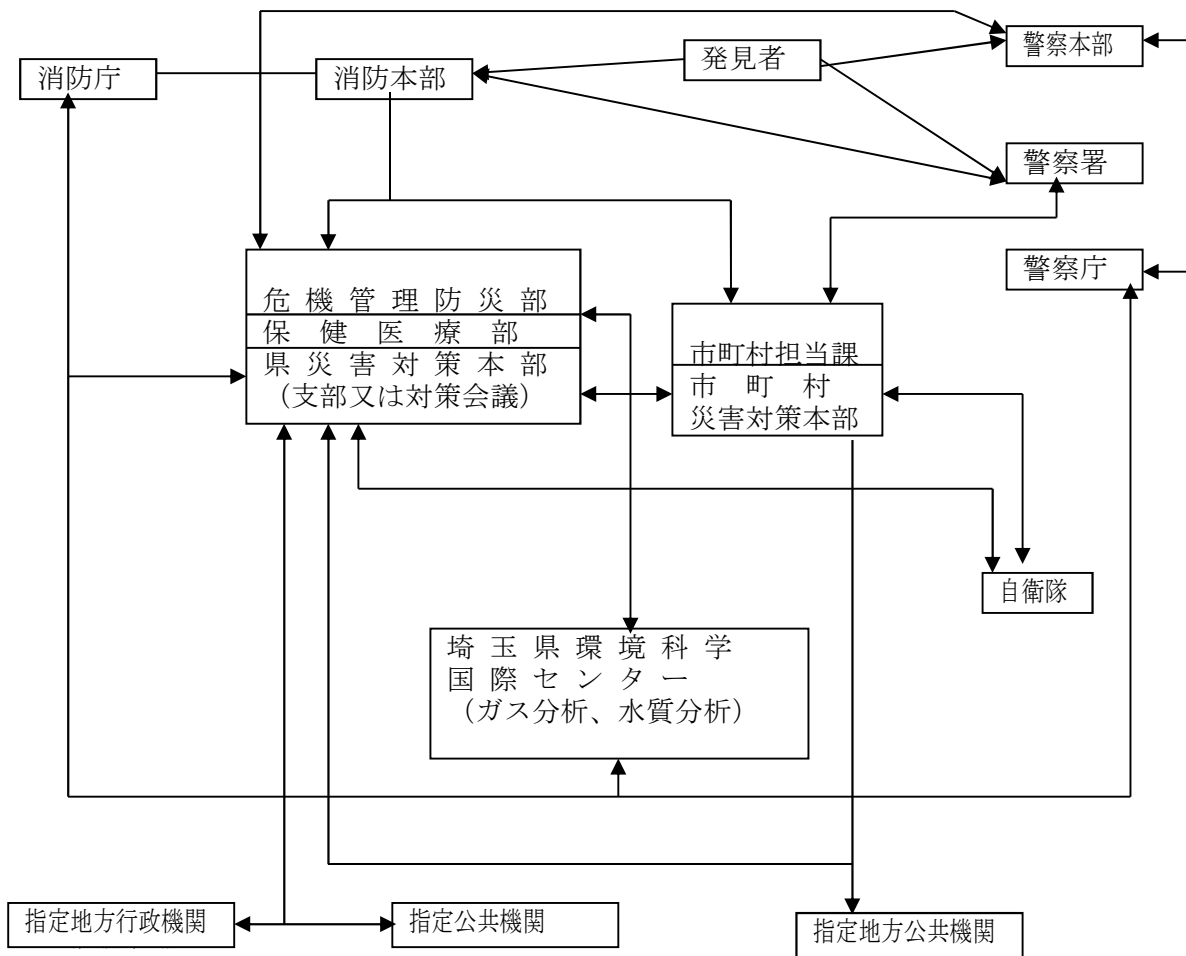 警察本部
発見者
消防庁
消防本部
警察署
警察庁
危機管理防災部
保健医療部
県災害対策本部
（支部又は対策会議）
市町村担当課
市町村
災害対策本部
自衛隊
埼玉県環境科学
国際センター
（ガス分析、水質分析）
指定地方行政機関
指定公共機関
指定地方公共機関